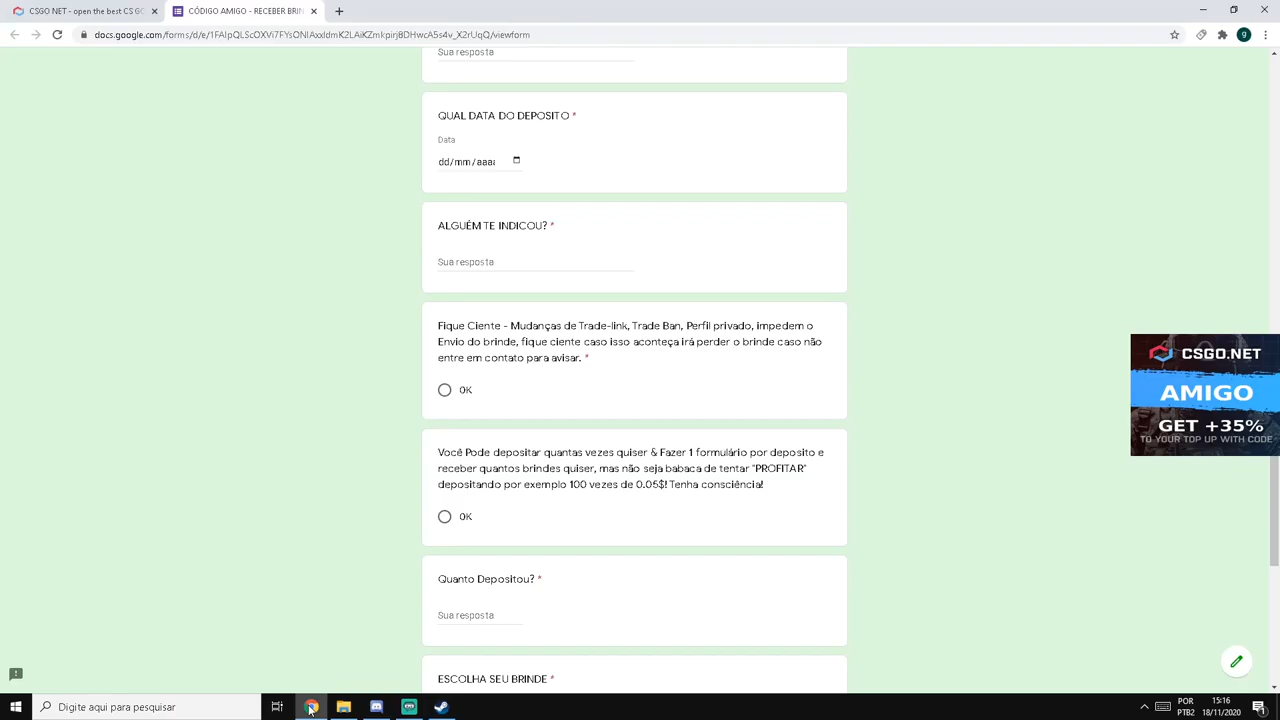 CSGO.NET - open the best CS GO
CÓDIGO AMIGO - RECEBER BRIN
docs.google.com/forms/d/e/1FAIpQLScOXVi7FYsONIAxxldmK2LAiKZmkpirj8DHwcA5s4v_X2rUqQ/viewform
g
Sua resposta
QUAL DATA DO DEPOSITO *
Data
dd/mm/aaaa
ALGUÉM TE INDICOU? *
Sua resposta
Fique Ciente - Mudanças de Trade-link, Trade Ban, Perfil privado, impedem o
Envio do brinde, fique ciente caso isso aconteça irá perder o brinde caso não
entre em contato para avisar. *
OK
Você Pode depositar quantas vezes quiser & Fazer 1 formulário por deposito e
receber quantos brindes quiser, mas não seja babaca de tentar "PROFITAR"
depositando por exemplo 100 vezes de 0.05$! Tenha consciência!
OK
Quanto Depositou? *
Sua resposta
ESCOLHA SEU BRINDE *
CSGO.NET
AMIGO
GET +35%
TO YOUR TOP UP WITH CODE
Digite aqui para pesquisar
POR
PTB2
15:16
18/11/2020
1